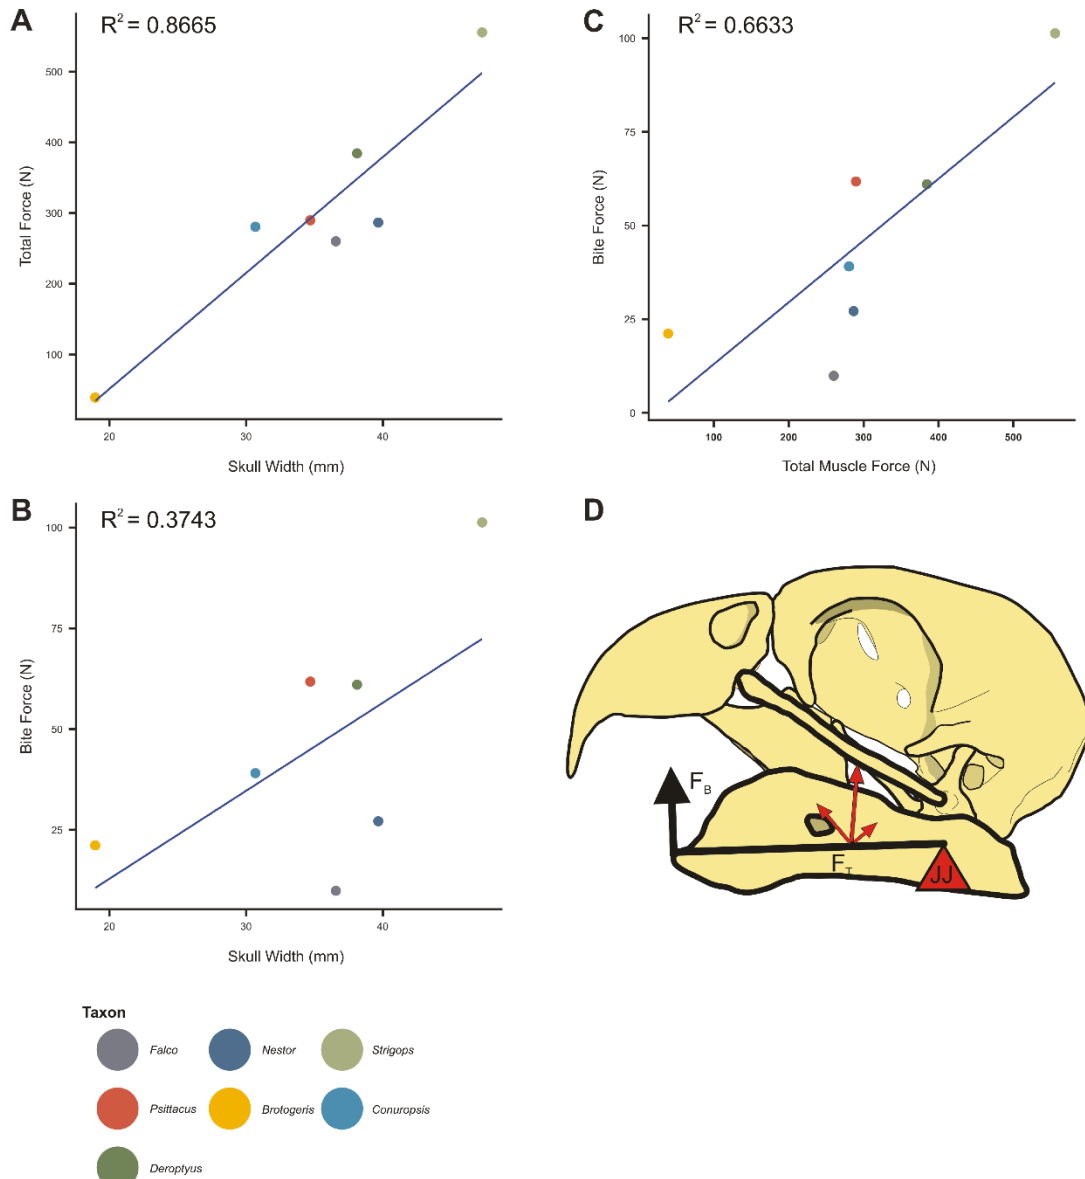 A
R² = 0.8665
500
400
300
200
100
Total Force (N)
20
30
40
Skull Width (mm)
C
R² = 0.6633
100
75
50
25
0
Bite Force (N)
100
200
300
400
500
Total Muscle Force (N)
B
R² = 0.3743
100
75
50
25
Bite Force (N)
20
30
40
Skull Width (mm)
D
F_B
F_T
JJ
Taxon
Falco
Nestor
Strigops
Psittacus
Brotogeris
Conuropsis
Deroptyus